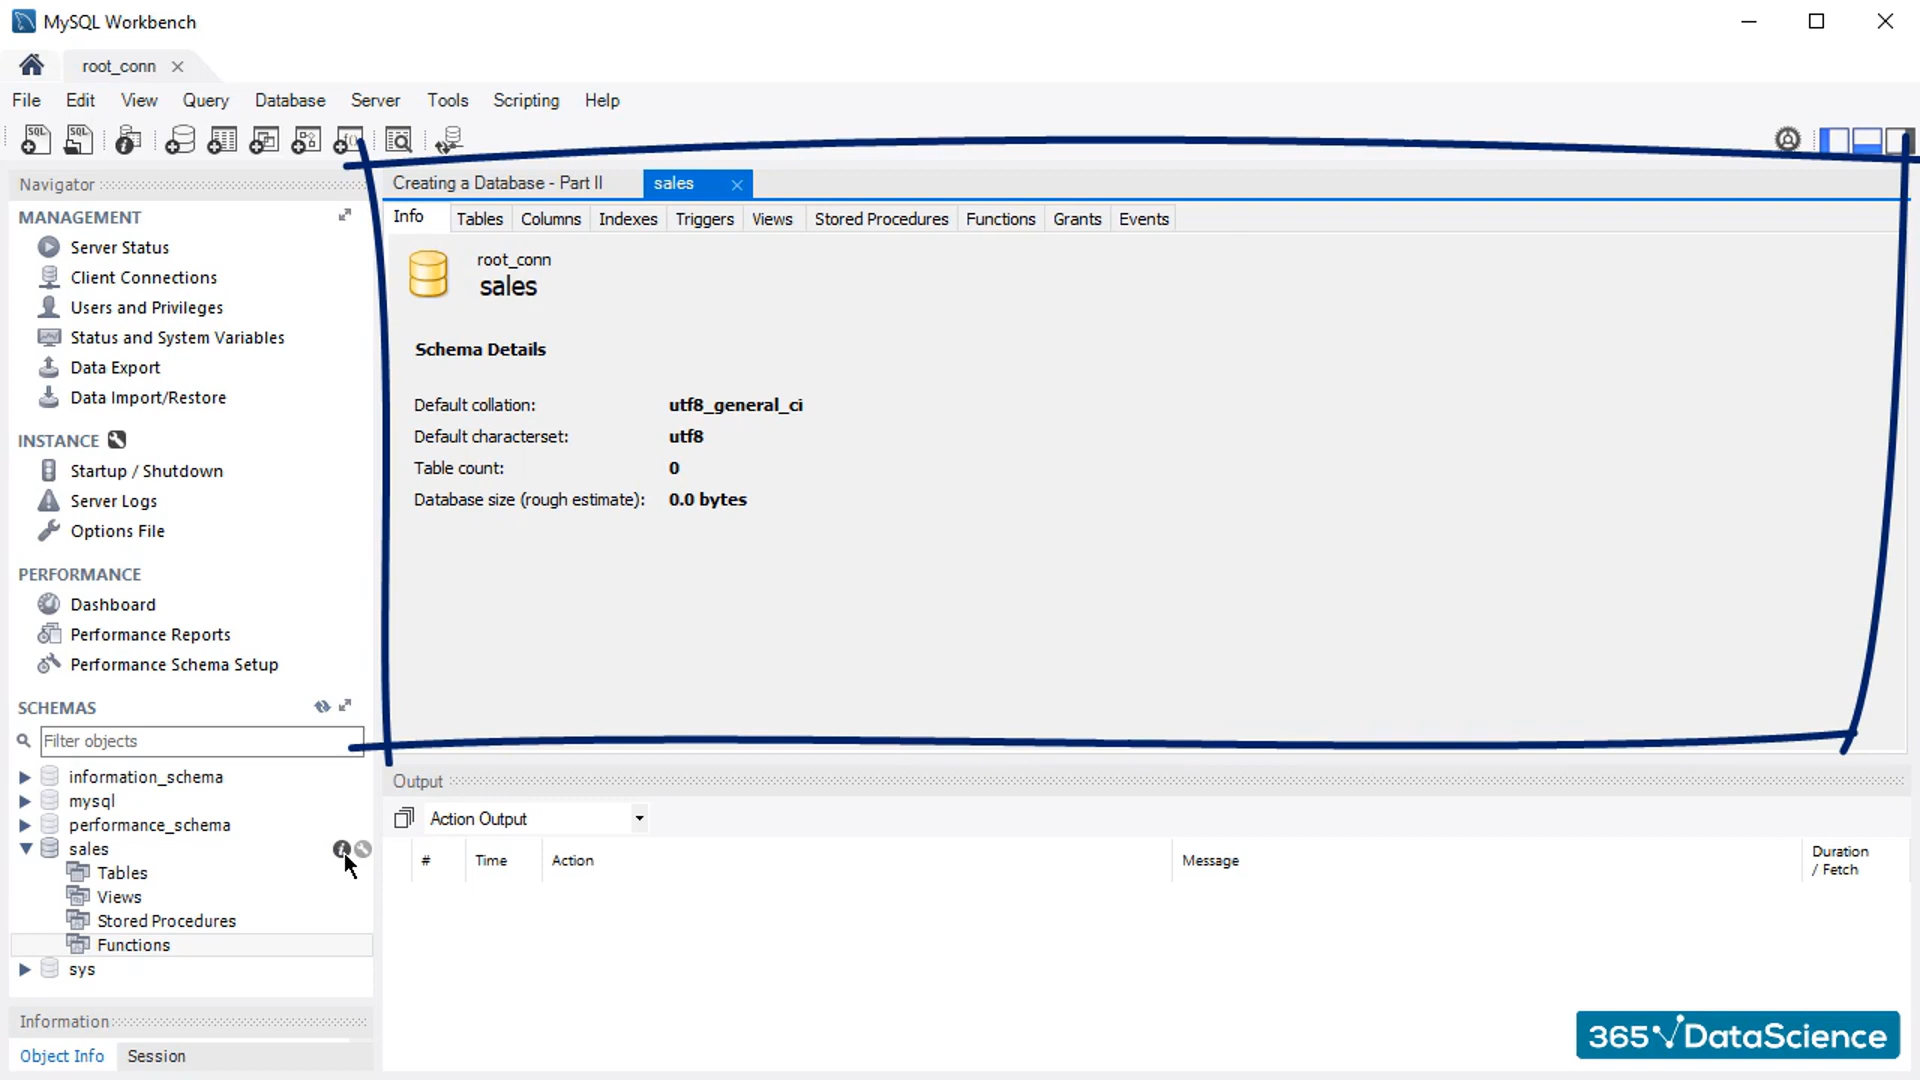 MySQL Workbench
root_conn
File Edit View Query Database Server Tools Scripting Help
SQL SQL
Navigator
MANAGEMENT
Server Status
Client Connections
Users and Privileges
Status and System Variables
Data Export
Data Import/Restore
INSTANCE
Startup / Shutdown
Server Logs
Options File
PERFORMANCE
Dashboard
Performance Reports
Performance Schema Setup
SCHEMAS
Filter objects
information_schema
mysql
performance_schema
sales
Tables
Views
Stored Procedures
Functions
sys
Information
Object Info Session
Creating a Database - Part II sales
Info Tables Columns Indexes Triggers Views Stored Procedures Functions Grants Events
root_conn
sales
Schema Details
Default collation: utf8_general_ci
Default characterset: utf8
Table count: 0
Database size (rough estimate): 0.0 bytes
Output
Action Output
# Time Action Message Duration
/ Fetch
365 DataScience